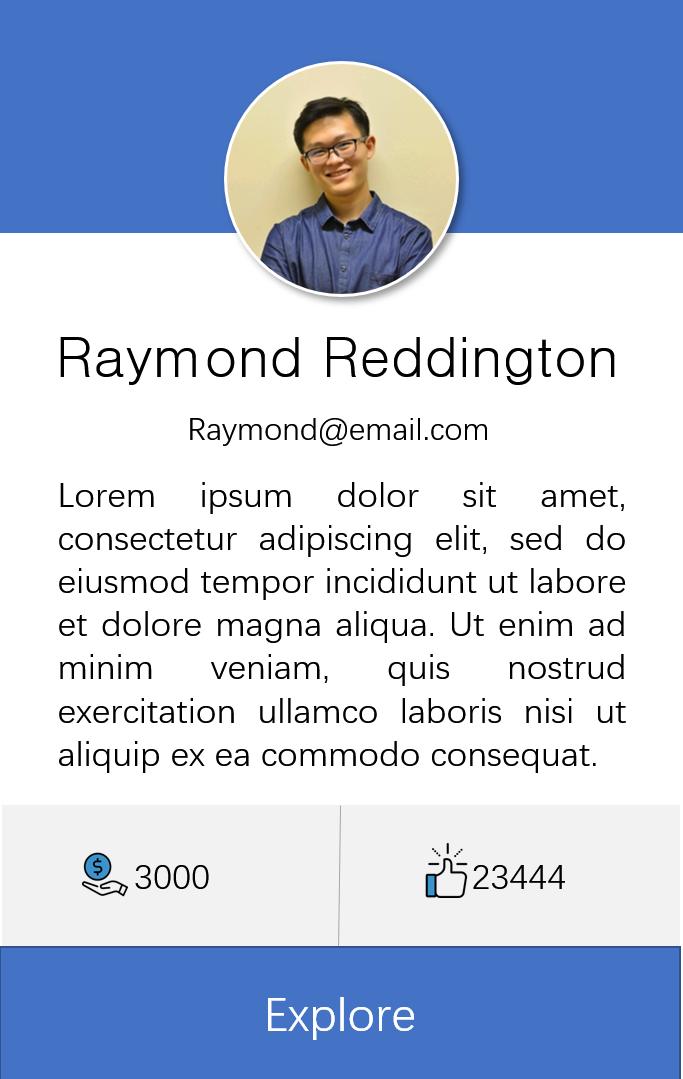 Raymond Reddington
Raymond@email.com
Lorem ipsum dolor sit amet,
consectetur adipiscing elit, sed do
eiusmod tempor incididunt ut labore
et dolore magna aliqua. Ut enim ad
minim veniam, quis nostrud
exercitation ullamco laboris nisi ut
aliquip ex ea commodo consequat.
$ 3000
23444
Explore